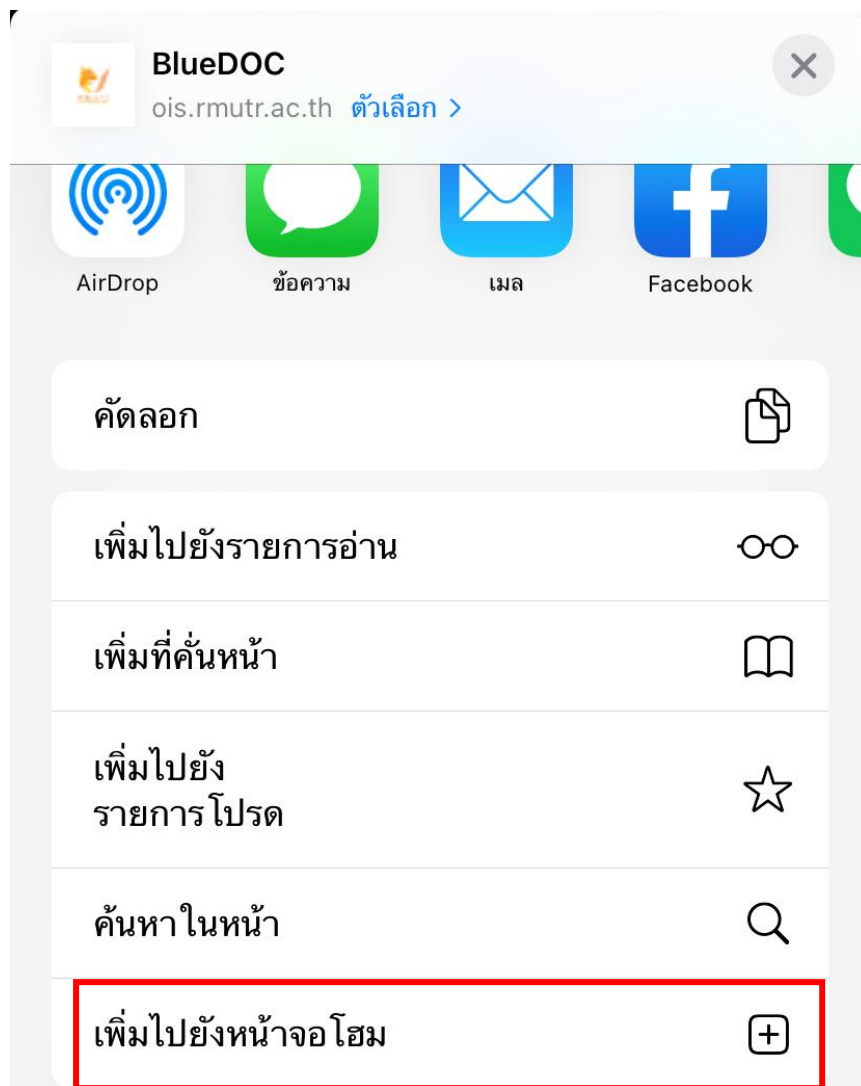 BlueDOC
ois.rmutr.ac.th ตัวเลือก >
AirDrop ข้อความ เมล Facebook
คัดลอก
เพิ่มไปยังรายการอ่าน
เพิ่มที่คั่นหน้า
เพิ่มไปยัง
รายการโปรด
ค้นหาในหน้า
เพิ่มไปยังหน้าจอโฮม